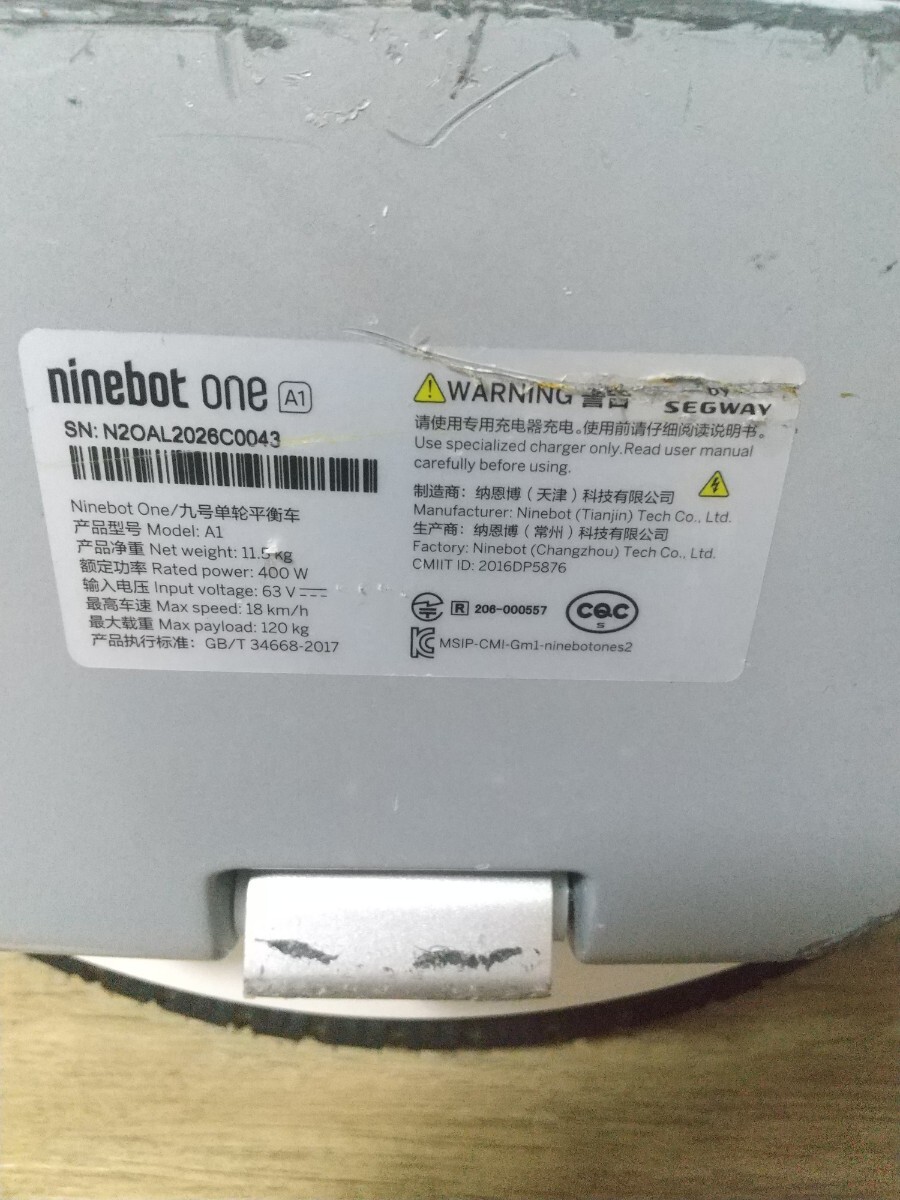 ninebot one A1
SN: N2OAL2026C0043
Ninebot One/九号单轮平衡车
产品型号 Model: A1
产品净重 Net weight: 11.5 kg
额定功率 Rated power: 400 W
输入电压 Input voltage: 63 V
最高车速 Max speed: 18 km/h
最大载重 Max payload: 120 kg
产品执行标准: GB/T 34668-2017
WARNING 警告
by
SEGWAY
请使用专用充电器充电。使用前请仔细阅读说明书。
Use specialized charger only.Read user manual
carefully before using.
制造商: 纳恩博（天津）科技有限公司
Manufacturer: Ninebot (Tianjin) Tech Co., Ltd.
生产商: 纳恩博（常州）科技有限公司
Factory: Ninebot (Changzhou) Tech Co., Ltd.
CMIIT ID: 2016DP5876
R 206-000557
CQC
S
MSIP-CMI-Gm1-ninebotones2